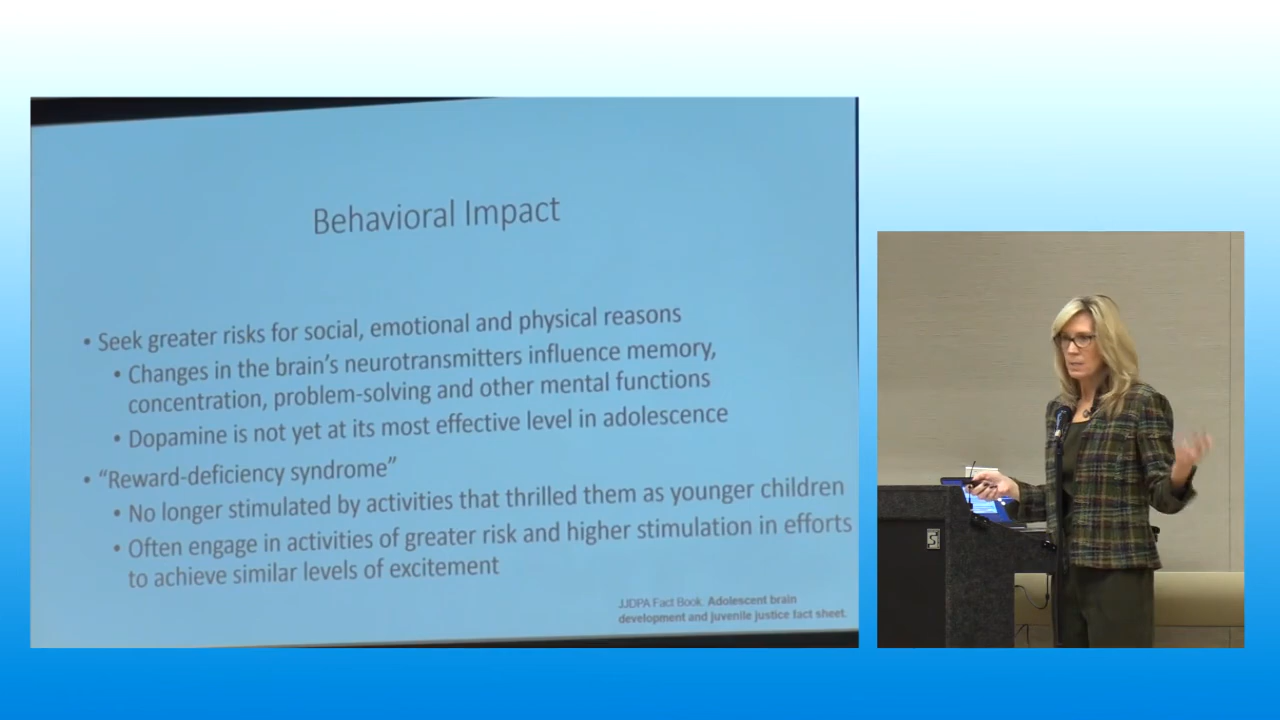 Behavioral Impact
• Seek greater risks for social, emotional and physical reasons
• Changes in the brain's neurotransmitters influence memory,
concentration, problem-solving and other mental functions
• Dopamine is not yet at its most effective level in adolescence
• “Reward-deficiency syndrome”
• No longer stimulated by activities that thrilled them as younger children
• Often engage in activities of greater risk and higher stimulation in efforts
to achieve similar levels of excitement
JJDPA Fact Book. Adolescent brain
development and juvenile justice fact sheet.